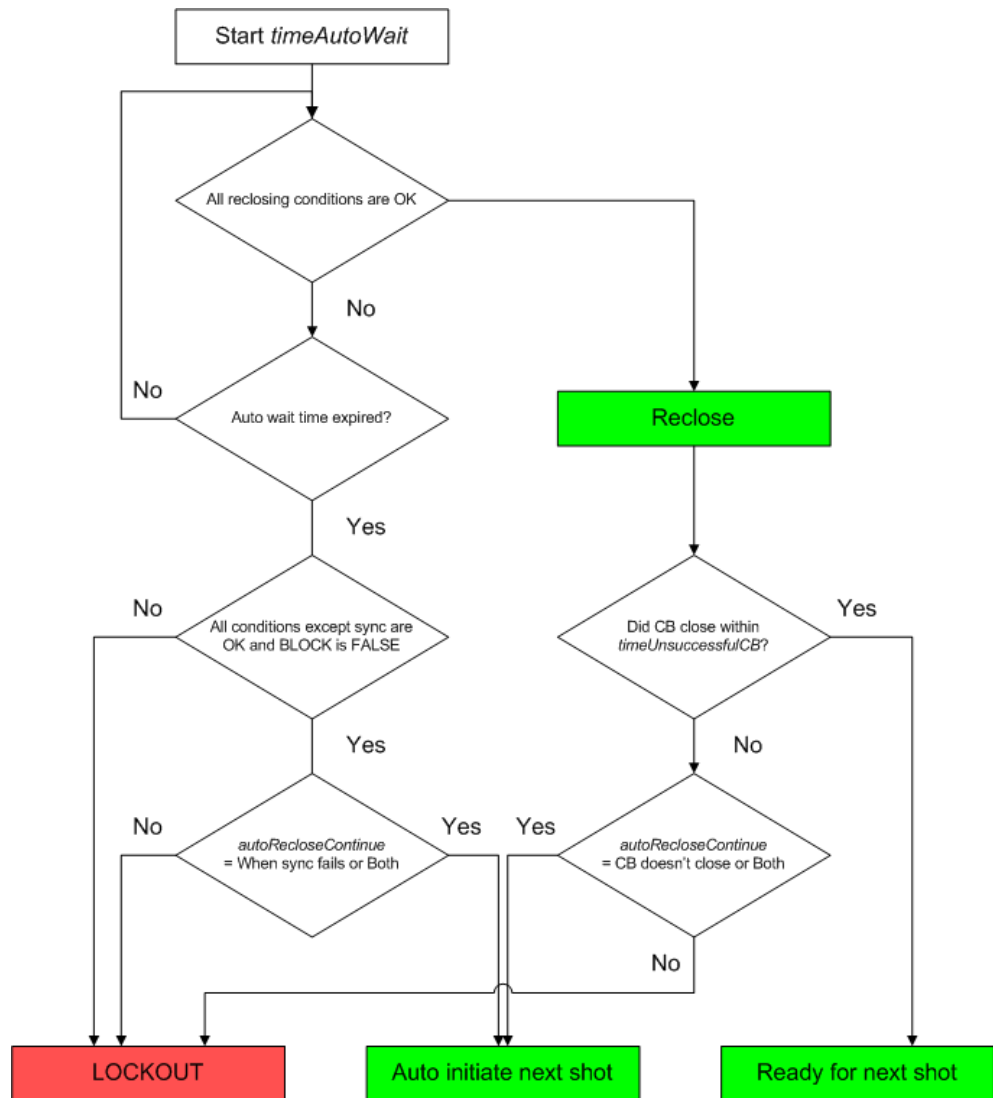 Start timeAutoWait
All reclosing conditions are OK
No
No
Auto wait time expired?
Reclose
Yes
No
All conditions except sync are
OK and BLOCK is FALSE
Did CB close within
timeUnsuccessfulCB?
Yes
Yes
No
No
autoRecloseContinue
= When sync fails or Both
Yes
Yes
autoRecloseContinue
= CB doesn't close or Both
No
LOCKOUT
Auto initiate next shot
Ready for next shot